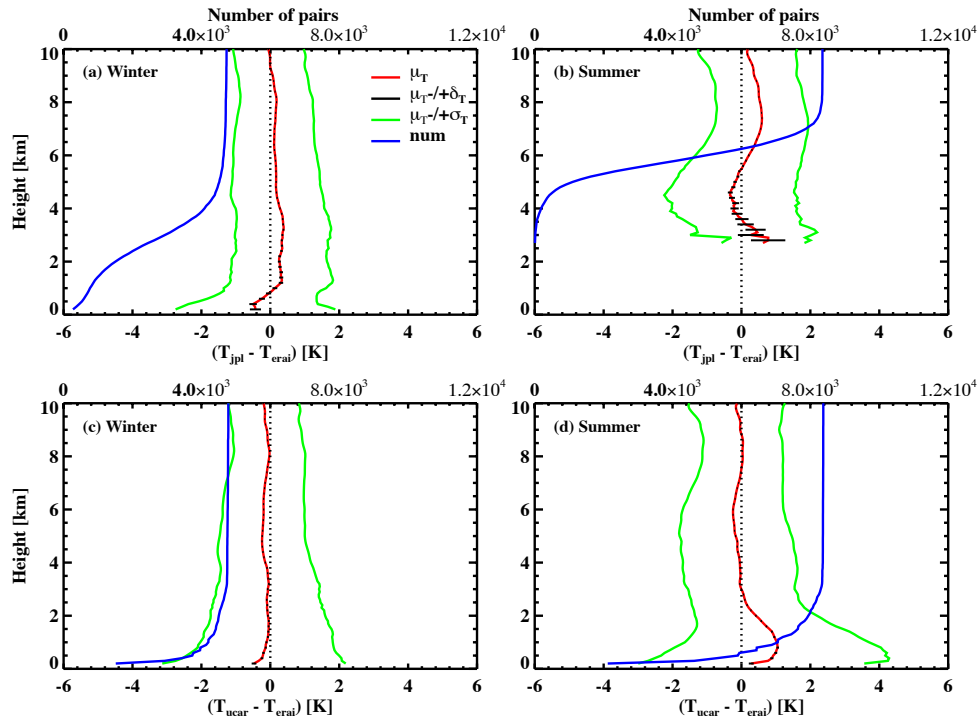 Number of pairs
Number of pairs
0 4.0×10³ 8.0×10³ 1.2×10⁴
0 4.0×10³ 8.0×10³ 1.2×10⁴
(a) Winter
μT
μT-/+δT
μT-/+σT
num
Height [km]
10
8
6
4
2
0
-6 -4 -2 0 2 4 6
(Tjpl - Terai) [K]
(b) Summer
Height [km]
10
8
6
4
2
0
-6 -4 -2 0 2 4 6
(Tjpl - Terai) [K]
0 4.0×10³ 8.0×10³ 1.2×10⁴
0 4.0×10³ 8.0×10³ 1.2×10⁴
(c) Winter
Height [km]
10
8
6
4
2
0
-6 -4 -2 0 2 4 6
(Tucar - Terai) [K]
(d) Summer
Height [km]
10
8
6
4
2
0
-6 -4 -2 0 2 4 6
(Tucar - Terai) [K]